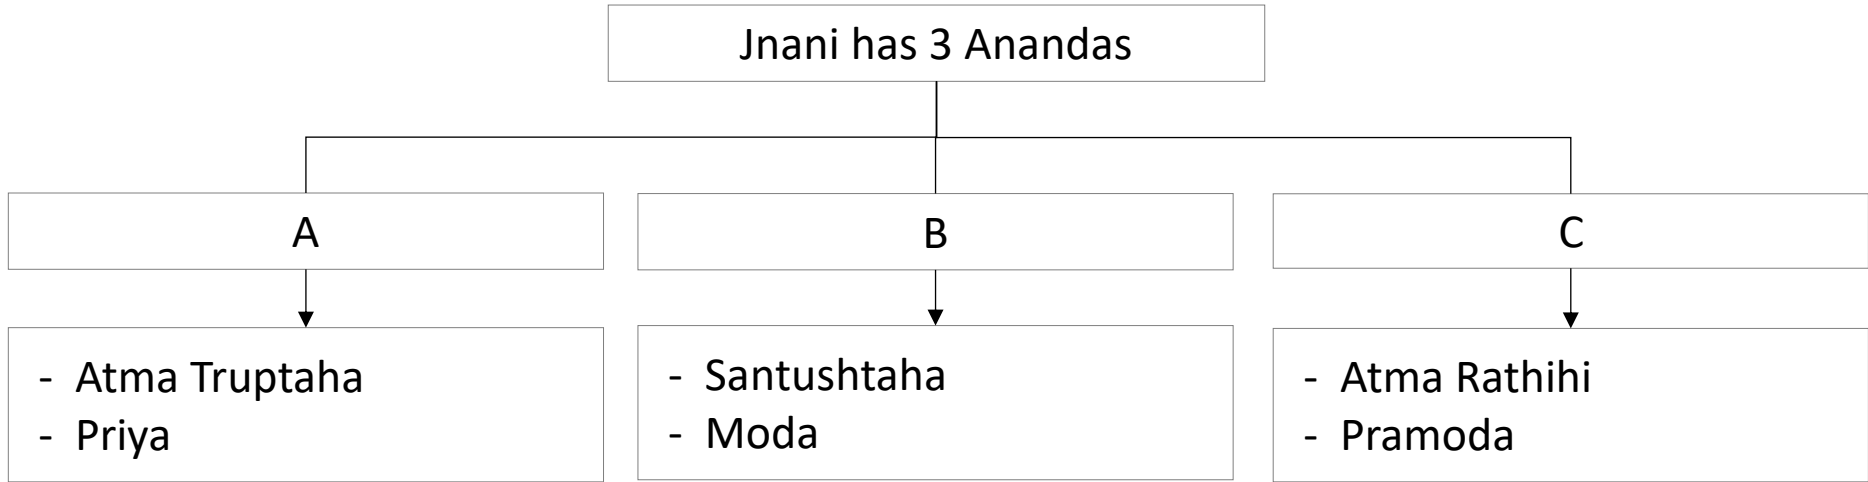 Jnani has 3 Anandas
A
B
C
- Atma Truptaha
- Priya
- Santushtaha
- Moda
- Atma Rathihi
- Pramoda